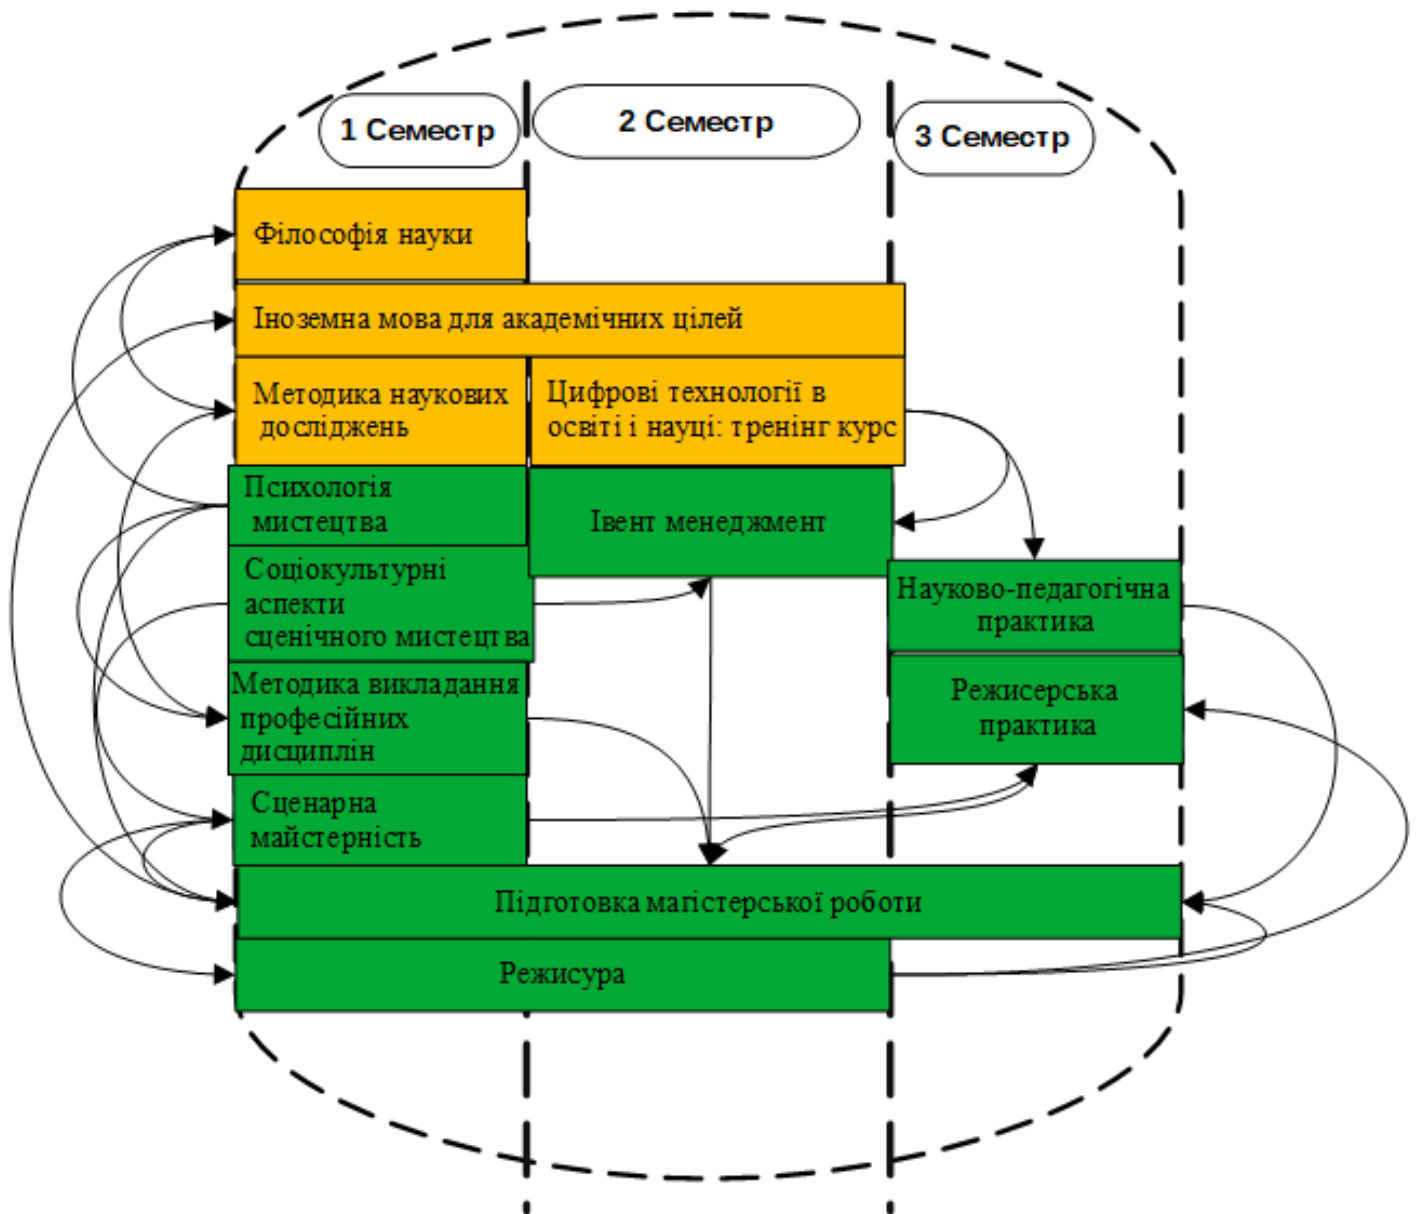 1 Семестр
2 Семестр
3 Семестр
Філософія науки
Іноземна мова для академічних цілей
Методика наукових
досліджень
Цифрові технології в
освіті і науці: тренінг курс
Психологія
мистецтва
Івент менеджмент
Соціокультурні
аспекти
сценічного мистецтва
Науково-педагогічна
практика
Методика викладання
професійних
дисциплін
Режисерська
практика
Сценарна
майстерність
Підготовка магістерської роботи
Режисура